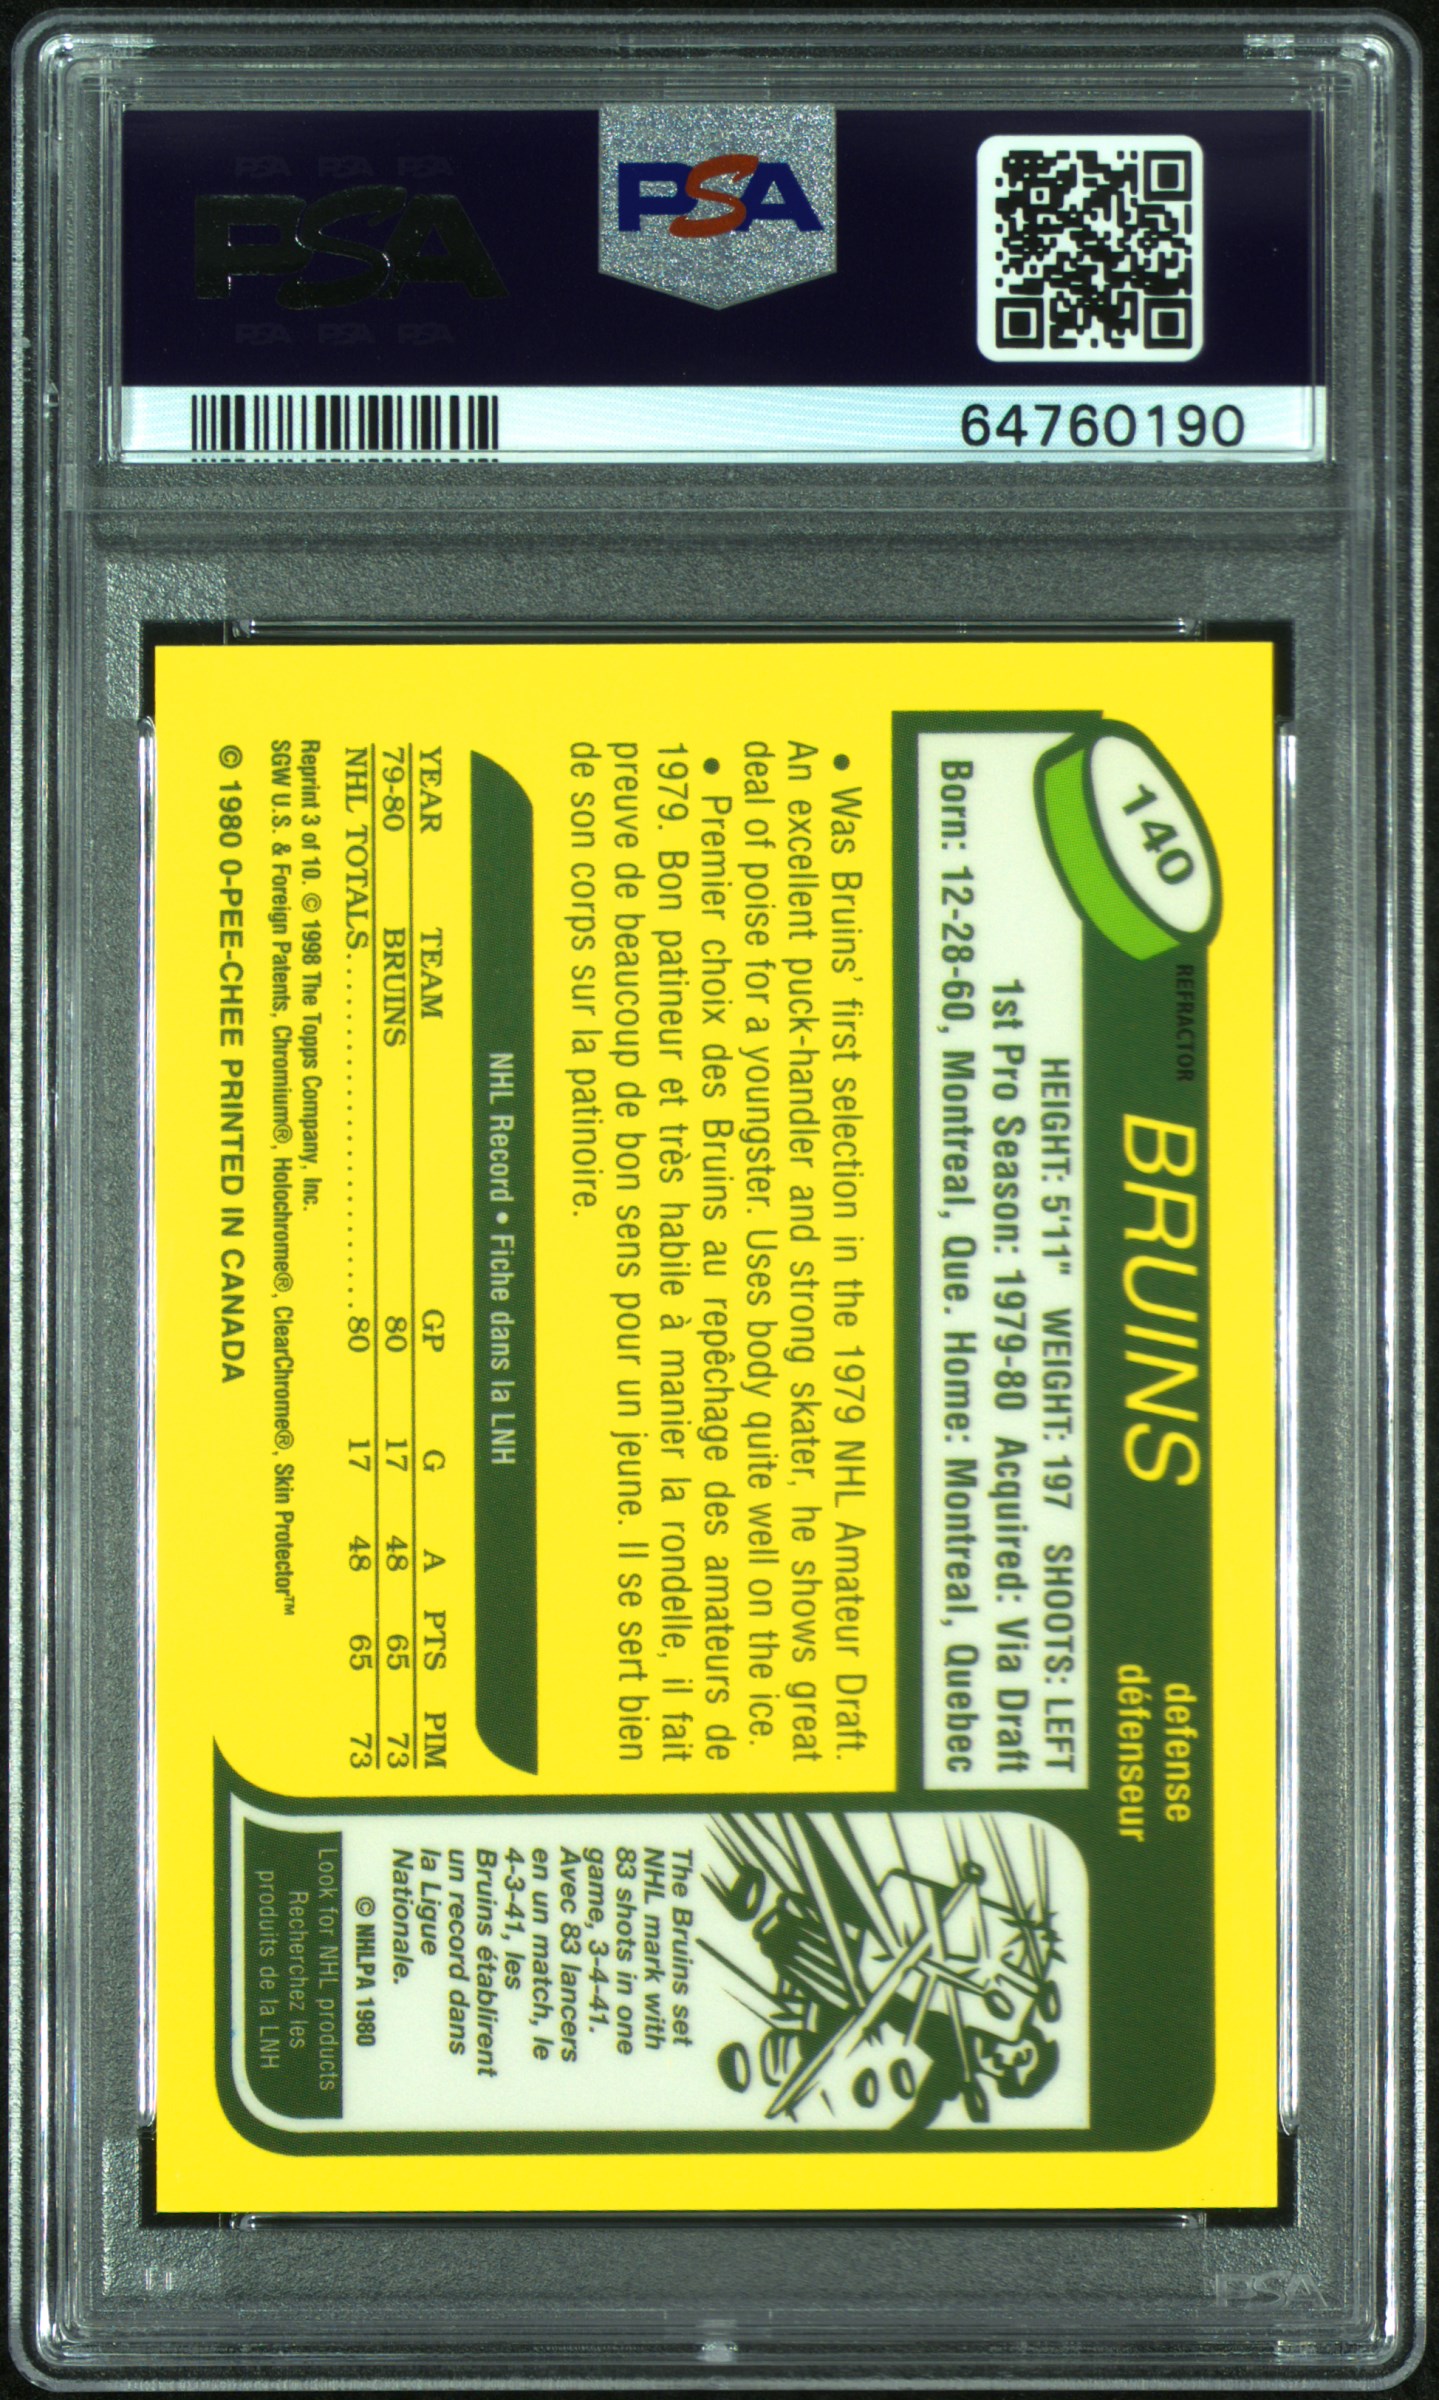 PSA PSA PSA
PSA
PSA PSA PSA
PSA
64760190
140
REFRACTOR
BRUINS
defense
défenseur
HEIGHT: 5'11" WEIGHT: 197 SHOOTS: LEFT
1st Pro Season: 1979-80 Acquired: Via Draft
Born: 12-28-60, Montreal, Que. Home: Montreal, Quebec
• Was Bruins' first selection in the 1979 NHL Amateur Draft.
An excellent puck-handler and strong skater, he shows great
deal of poise for a youngster. Uses body quite well on the ice.
• Premier choix des Bruins au repêchage des amateurs de
1979. Bon patineur et très habile à manier la rondelle, il fait
preuve de beaucoup de bon sens pour un jeune. Il se sert bien
de son corps sur la patinoire.
NHL Record • Fiche dans la LNH
YEAR TEAM GP G A PTS PIM
79-80 BRUINS 80 17 48 65 73
NHL TOTALS 80 17 48 65 73
Reprint 3 of 10. © 1998 The Topps Company, Inc.
SGW U.S. & Foreign Patents, Chromium®, Holochrome®, ClearChrome®, Skin Protector™
© 1980 O-PEE-CHEE PRINTED IN CANADA
The Bruins set
NHL mark with
83 shots in one
game, 3-4-41.
Avec 83 lancers
en un match, le
4-3-41, les
Bruins établirent
un record dans
la Ligue
Nationale.
© NHLPA 1980
Look for NHL products
Recherchez les
produits de la LNH
PSA